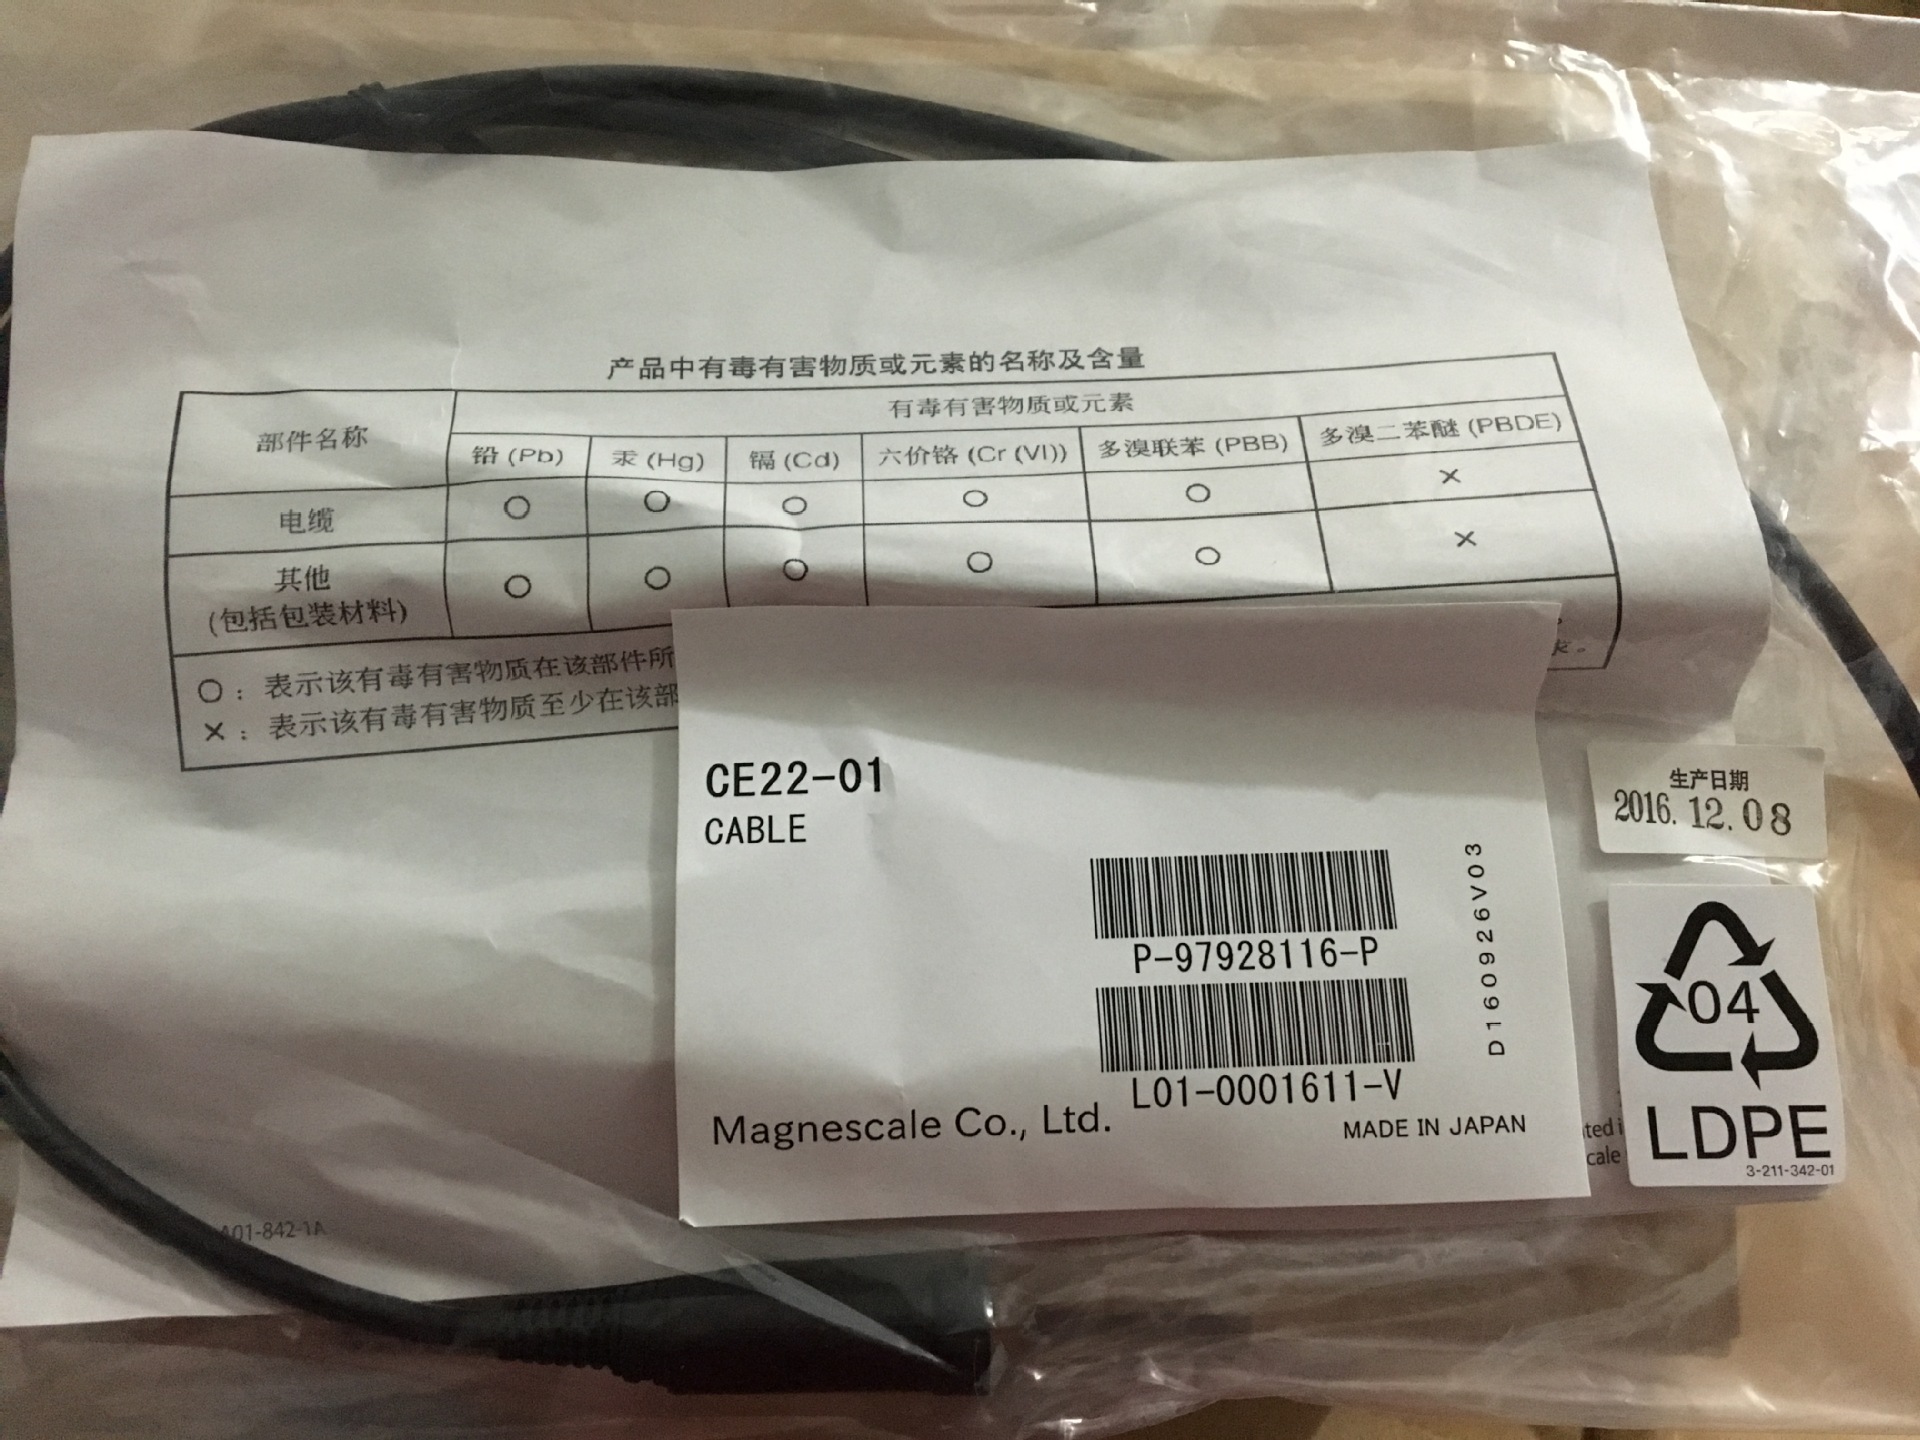 产品中有毒有害物质或元素的名称及含量
部件名称
有毒有害物质或元素
铅 (Pb) 汞 (Hg) 镉 (Cd) 六价铬 (Cr (VI)) 多溴联苯 (PBB) 多溴二苯醚 (PBDE)
电缆 ○ ○ ○ ○ ○ ×
其他
(包括包装材料) ○ ○ ○ ○ ○ ×
○：表示该有毒有害物质在该部件所
×：表示该有毒有害物质至少在该部
CE22-01
CABLE
P-97928116-P
L01-0001611-V
D160926V03
Magnescale Co., Ltd.
MADE IN JAPAN
生产日期
2016.12.08
04
LDPE
3-211-342-01
A01-842-1A